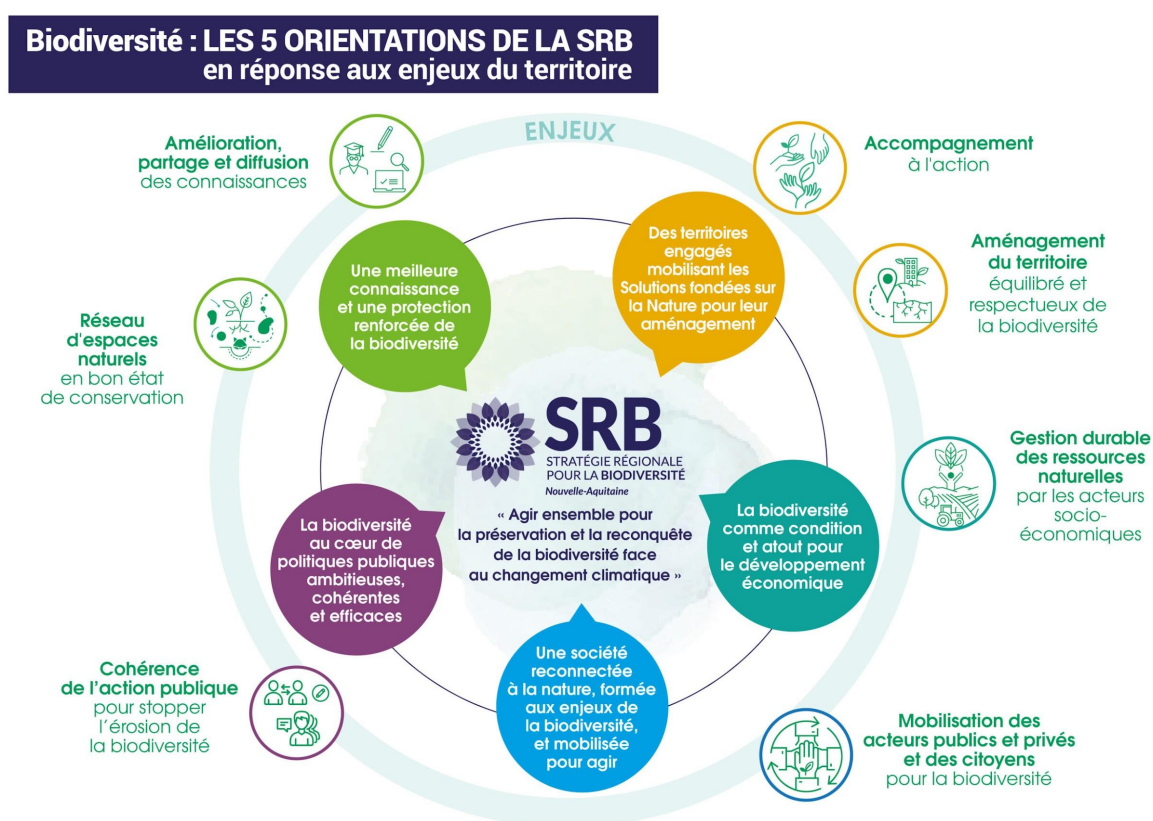 Biodiversité : LES 5 ORIENTATIONS DE LA SRB
en réponse aux enjeux du territoire
ENJEUX
Amélioration,
partage et diffusion
des connaissances
Accompagnement
à l'action
Aménagement
du territoire
équilibré et
respectueux de
la biodiversité
Réseau
d'espaces
naturels
en bon état
de conservation
Une meilleure
connaissance
et une protection
renforcée de
la biodiversité
Des territoires
engagés
mobilisant les
Solutions fondées sur
la Nature pour leur
aménagement
SRB
STRATÉGIE RÉGIONALE
POUR LA BIODIVERSITÉ
Nouvelle-Aquitaine
« Agir ensemble pour
la préservation et la reconquête
de la biodiversité face
au changement climatique »
Gestion durable
des ressources
naturelles
par les acteurs
socio-
économiques
La biodiversité
au cœur de
politiques publiques
ambitieuses,
cohérentes
et efficaces
La biodiversité
comme condition
et atout pour
le développement
économique
Une société
reconnectée
à la nature, formée
aux enjeux de
la biodiversité,
et mobilisée
pour agir
Cohérence
de l'action publique
pour stopper
l'érosion de
la biodiversité
Mobilisation des
acteurs publics et privés
et des citoyens
pour la biodiversité